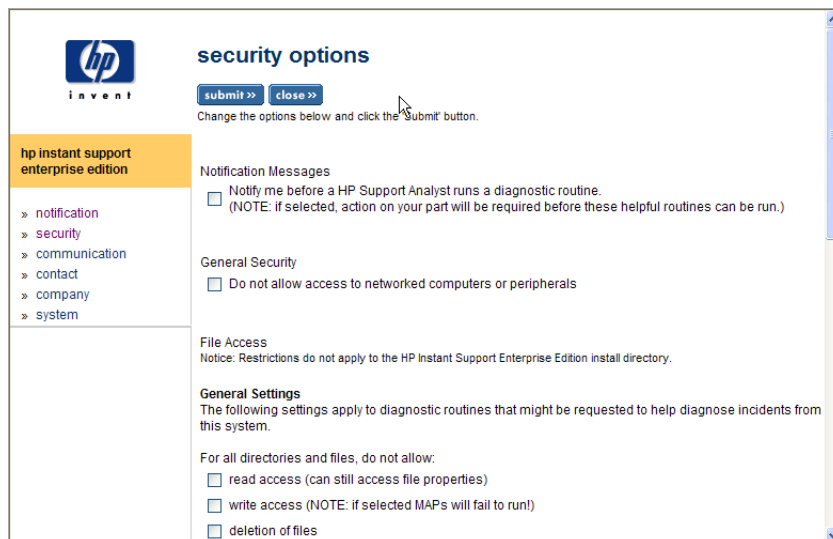 hp
invent
security options
submit »
close »
Change the options below and click the 'Submit' button.
hp instant support
enterprise edition
» notification
» security
» communication
» contact
» company
» system
Notification Messages
Notify me before a HP Support Analyst runs a diagnostic routine.
(NOTE: if selected, action on your part will be required before these helpful routines can be run.)
General Security
Do not allow access to networked computers or peripherals
File Access
Notice: Restrictions do not apply to the HP Instant Support Enterprise Edition install directory.
General Settings
The following settings apply to diagnostic routines that might be requested to help diagnose incidents from
this system.
For all directories and files, do not allow:
read access (can still access file properties)
write access (NOTE: if selected MAPs will fail to run!)
deletion of files